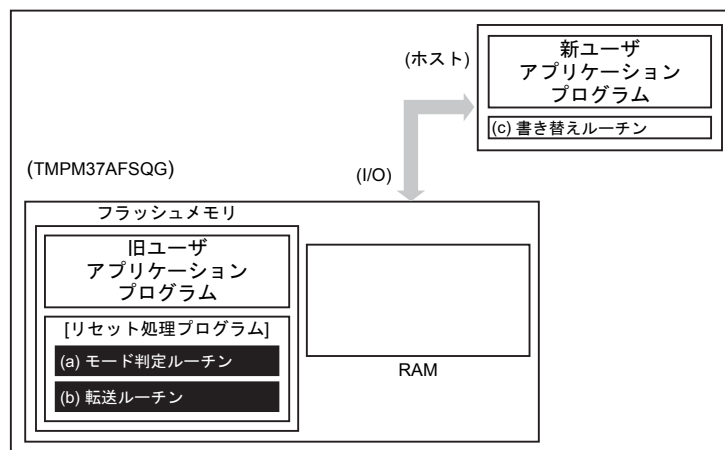 (ホスト)
新ユーザ
アプリケーション
プログラム
(c) 書き替えルーチン
(TMPM37AFSQG)
(I/O)
フラッシュメモリ
旧ユーザ
アプリケーション
プログラム
[リセット処理プログラム]
(a) モード判定ルーチン
(b) 転送ルーチン
RAM